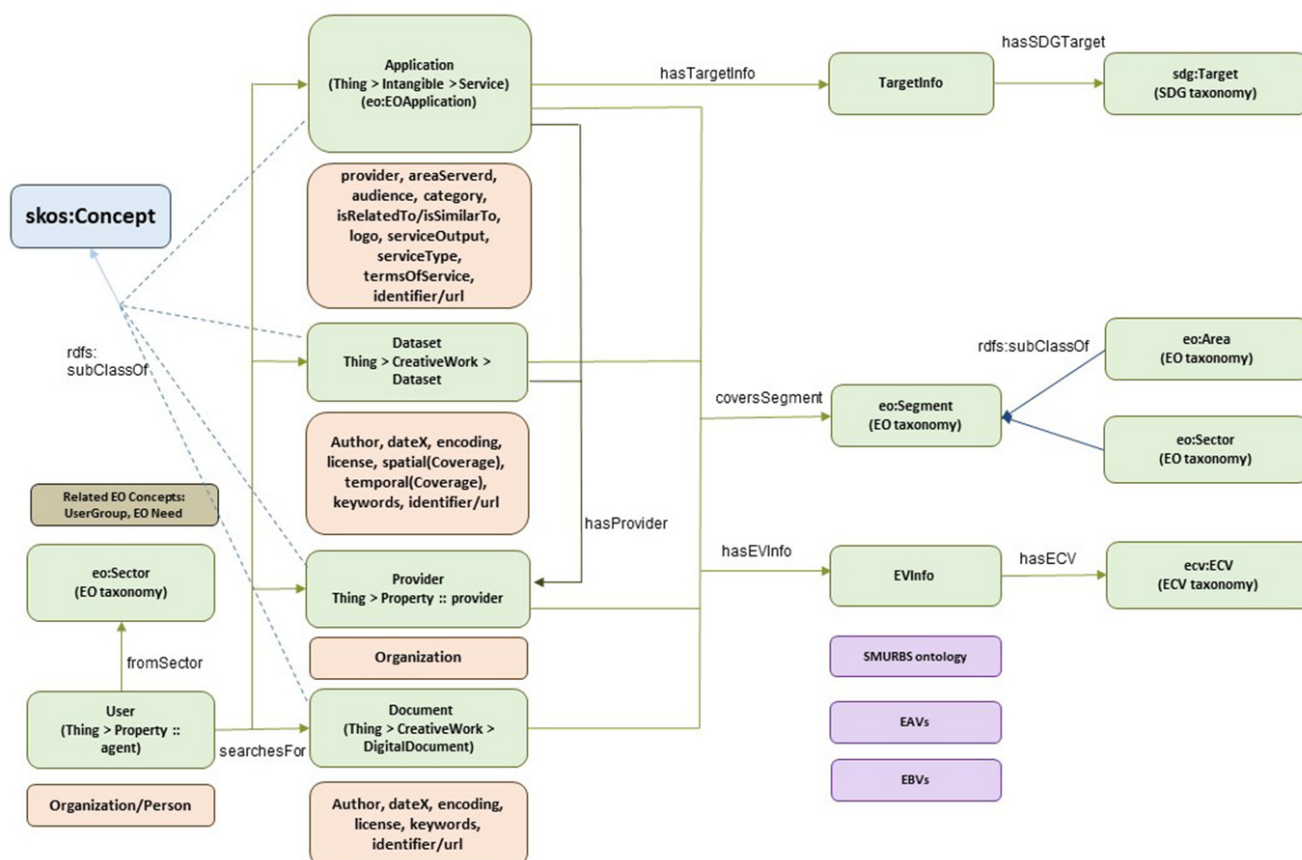 Application
(Thing > Intangible > Service)
(eo:EOApplication)
hasTargetInfo
TargetInfo
hasSDGTarget
sdg:Target
(SDG taxonomy)
skos:Concept
provider, areaServerd,
audience, category,
isRelatedTo/isSimilarTo,
logo, serviceOutput,
serviceType,
termsOfService,
identifier/url
rdfs:
subClassOf
Dataset
Thing > CreativeWork >
Dataset
coversSegment
eo:Segment
(EO taxonomy)
rdfs:subClassOf
eo:Area
(EO taxonomy)
eo:Sector
(EO taxonomy)
Author, dateX, encoding,
license, spatial(Coverage),
temporal(Coverage),
keywords, identifier/url
Related EO Concepts:
UserGroup, EO Need
eo:Sector
(EO taxonomy)
hasProvider
Provider
Thing > Property :: provider
hasEVInfo
EVInfo
hasECV
ecv:ECV
(ECV taxonomy)
Organization
fromSector
User
(Thing > Property ::
agent)
searchesFor
Document
(Thing > CreativeWork >
DigitalDocument)
SMURBS ontology
EAVs
EBVs
Organization/Person
Author, dateX, encoding,
license, keywords,
identifier/url